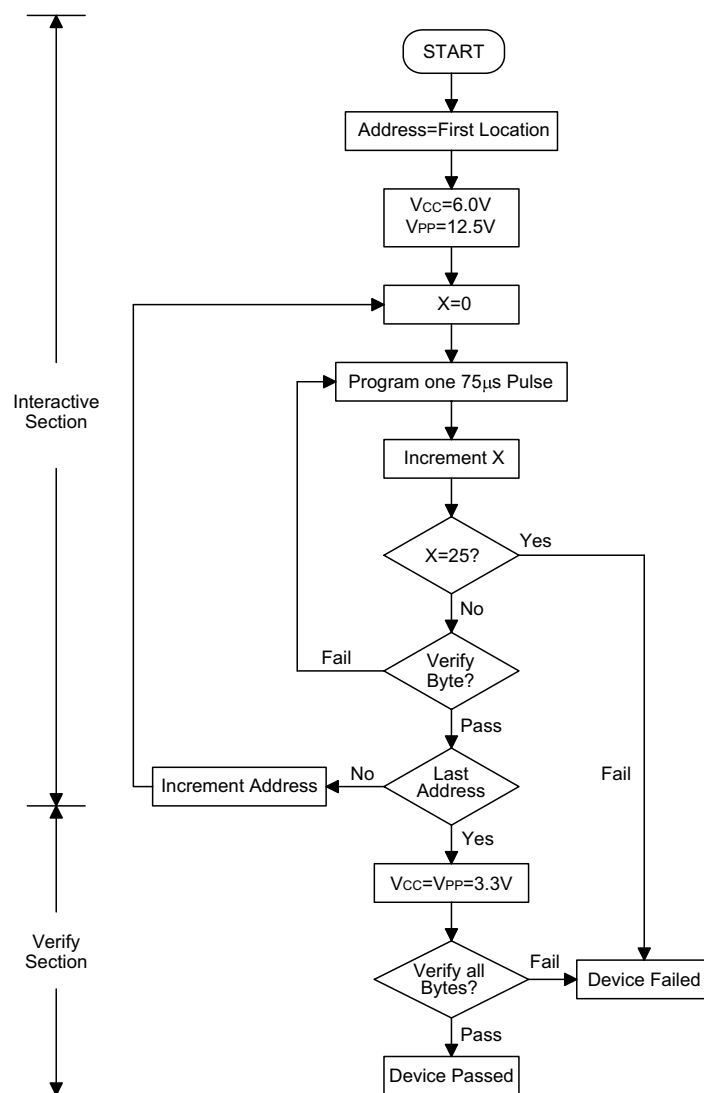 START
Address=First Location
VCC=6.0V
VPP=12.5V
X=0
Program one 75μs Pulse
Interactive
Section
Increment X
X=25?
Yes
No
Fail
Verify
Byte?
Pass
Increment Address
No
Last
Address
Fail
Yes
VCC=VPP=3.3V
Verify
Section
Verify all
Bytes?
Fail
Device Failed
Pass
Device Passed